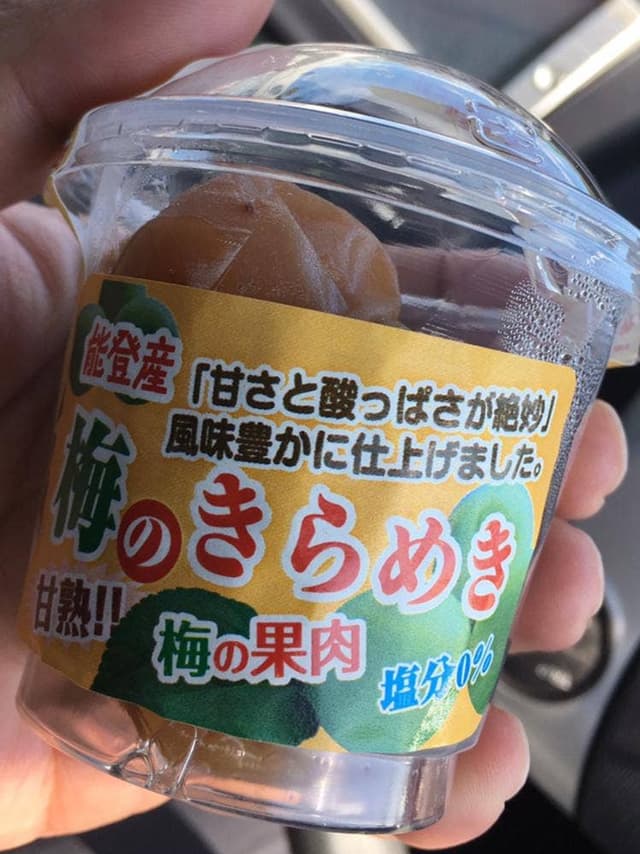 能登産
「甘さと酸っぱさが絶妙」
風味豊かに仕上げました。
梅のきらめき
甘熟!!
梅の果肉
塩分0%